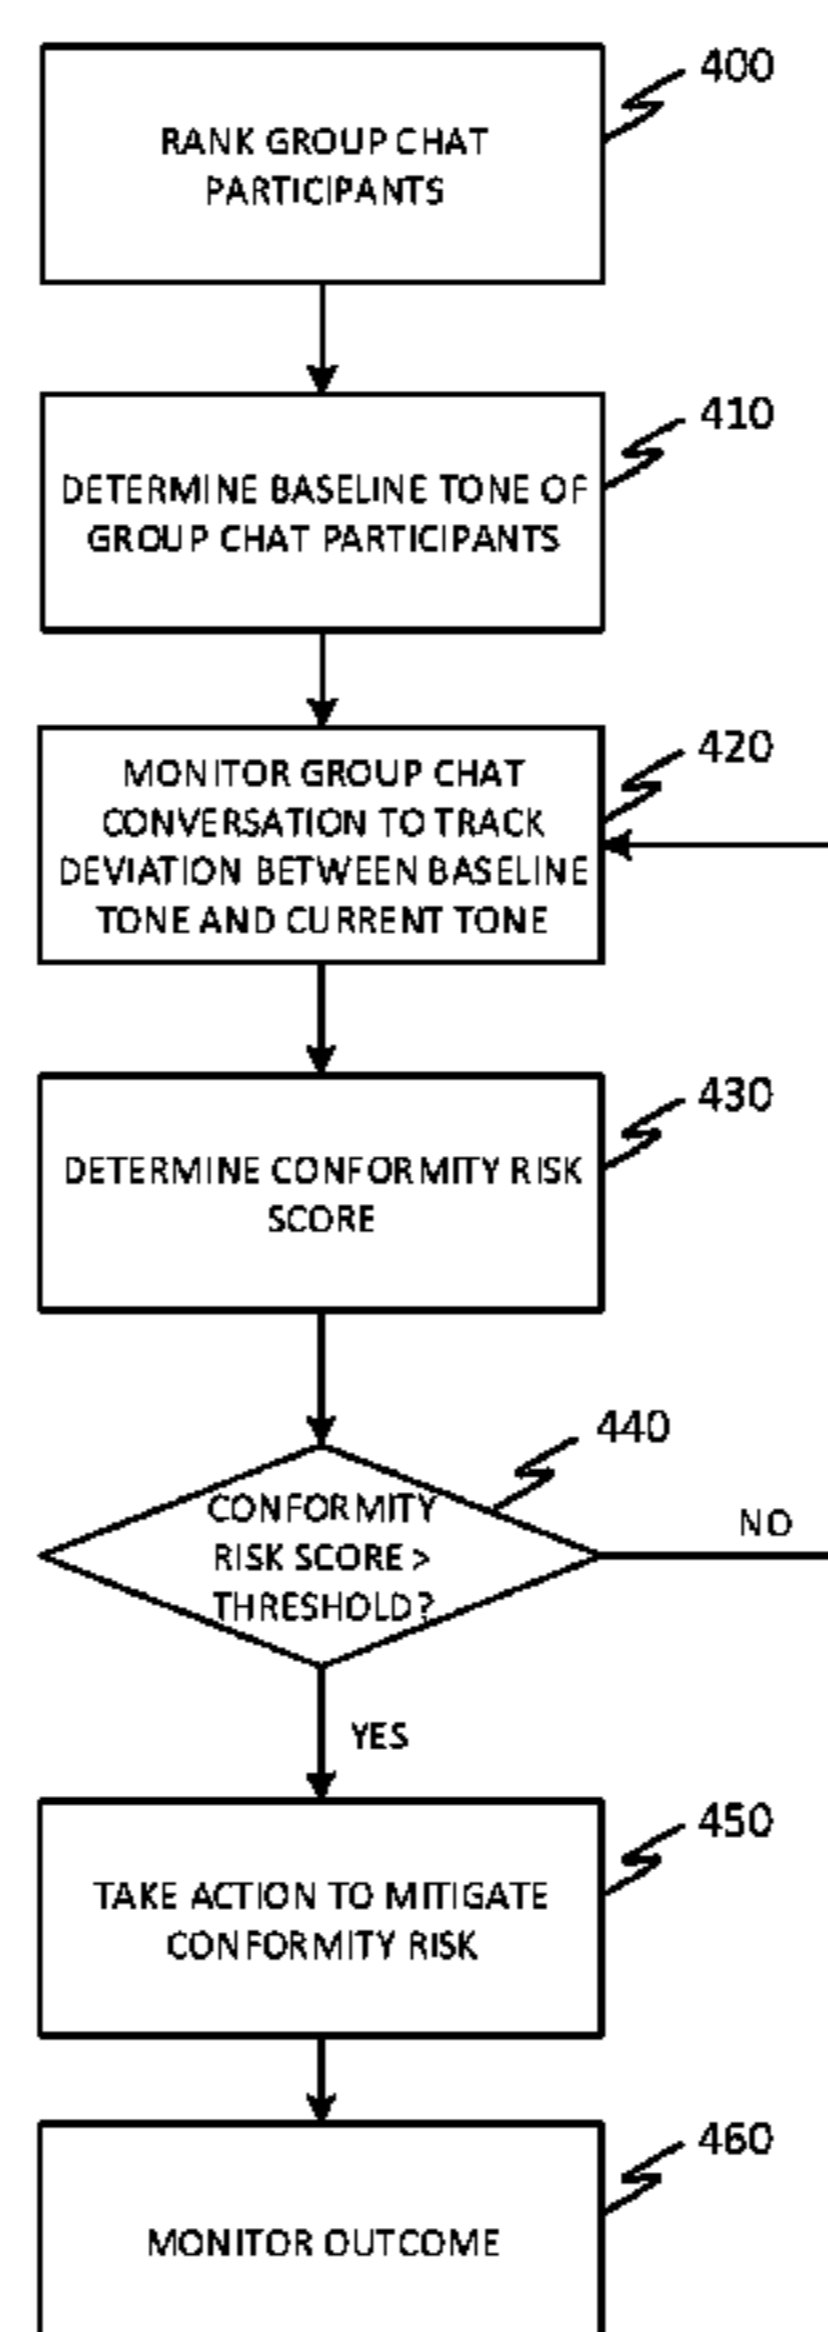 400
RANK GROUP CHAT
PARTICIPANTS
410
DETERMINE BASELINE TONE OF
GROUP CHAT PARTICIPANTS
420
MONITOR GROUP CHAT
CONVERSATION TO TRACK
DEVIATION BETWEEN BASELINE
TONE AND CURRENT TONE
430
DETERMINE CONFORMITY RISK
SCORE
440
CONFORMITY
RISK SCORE >
THRESHOLD?
NO
YES
450
TAKE ACTION TO MITIGATE
CONFORMITY RISK
460
MONITOR OUTCOME